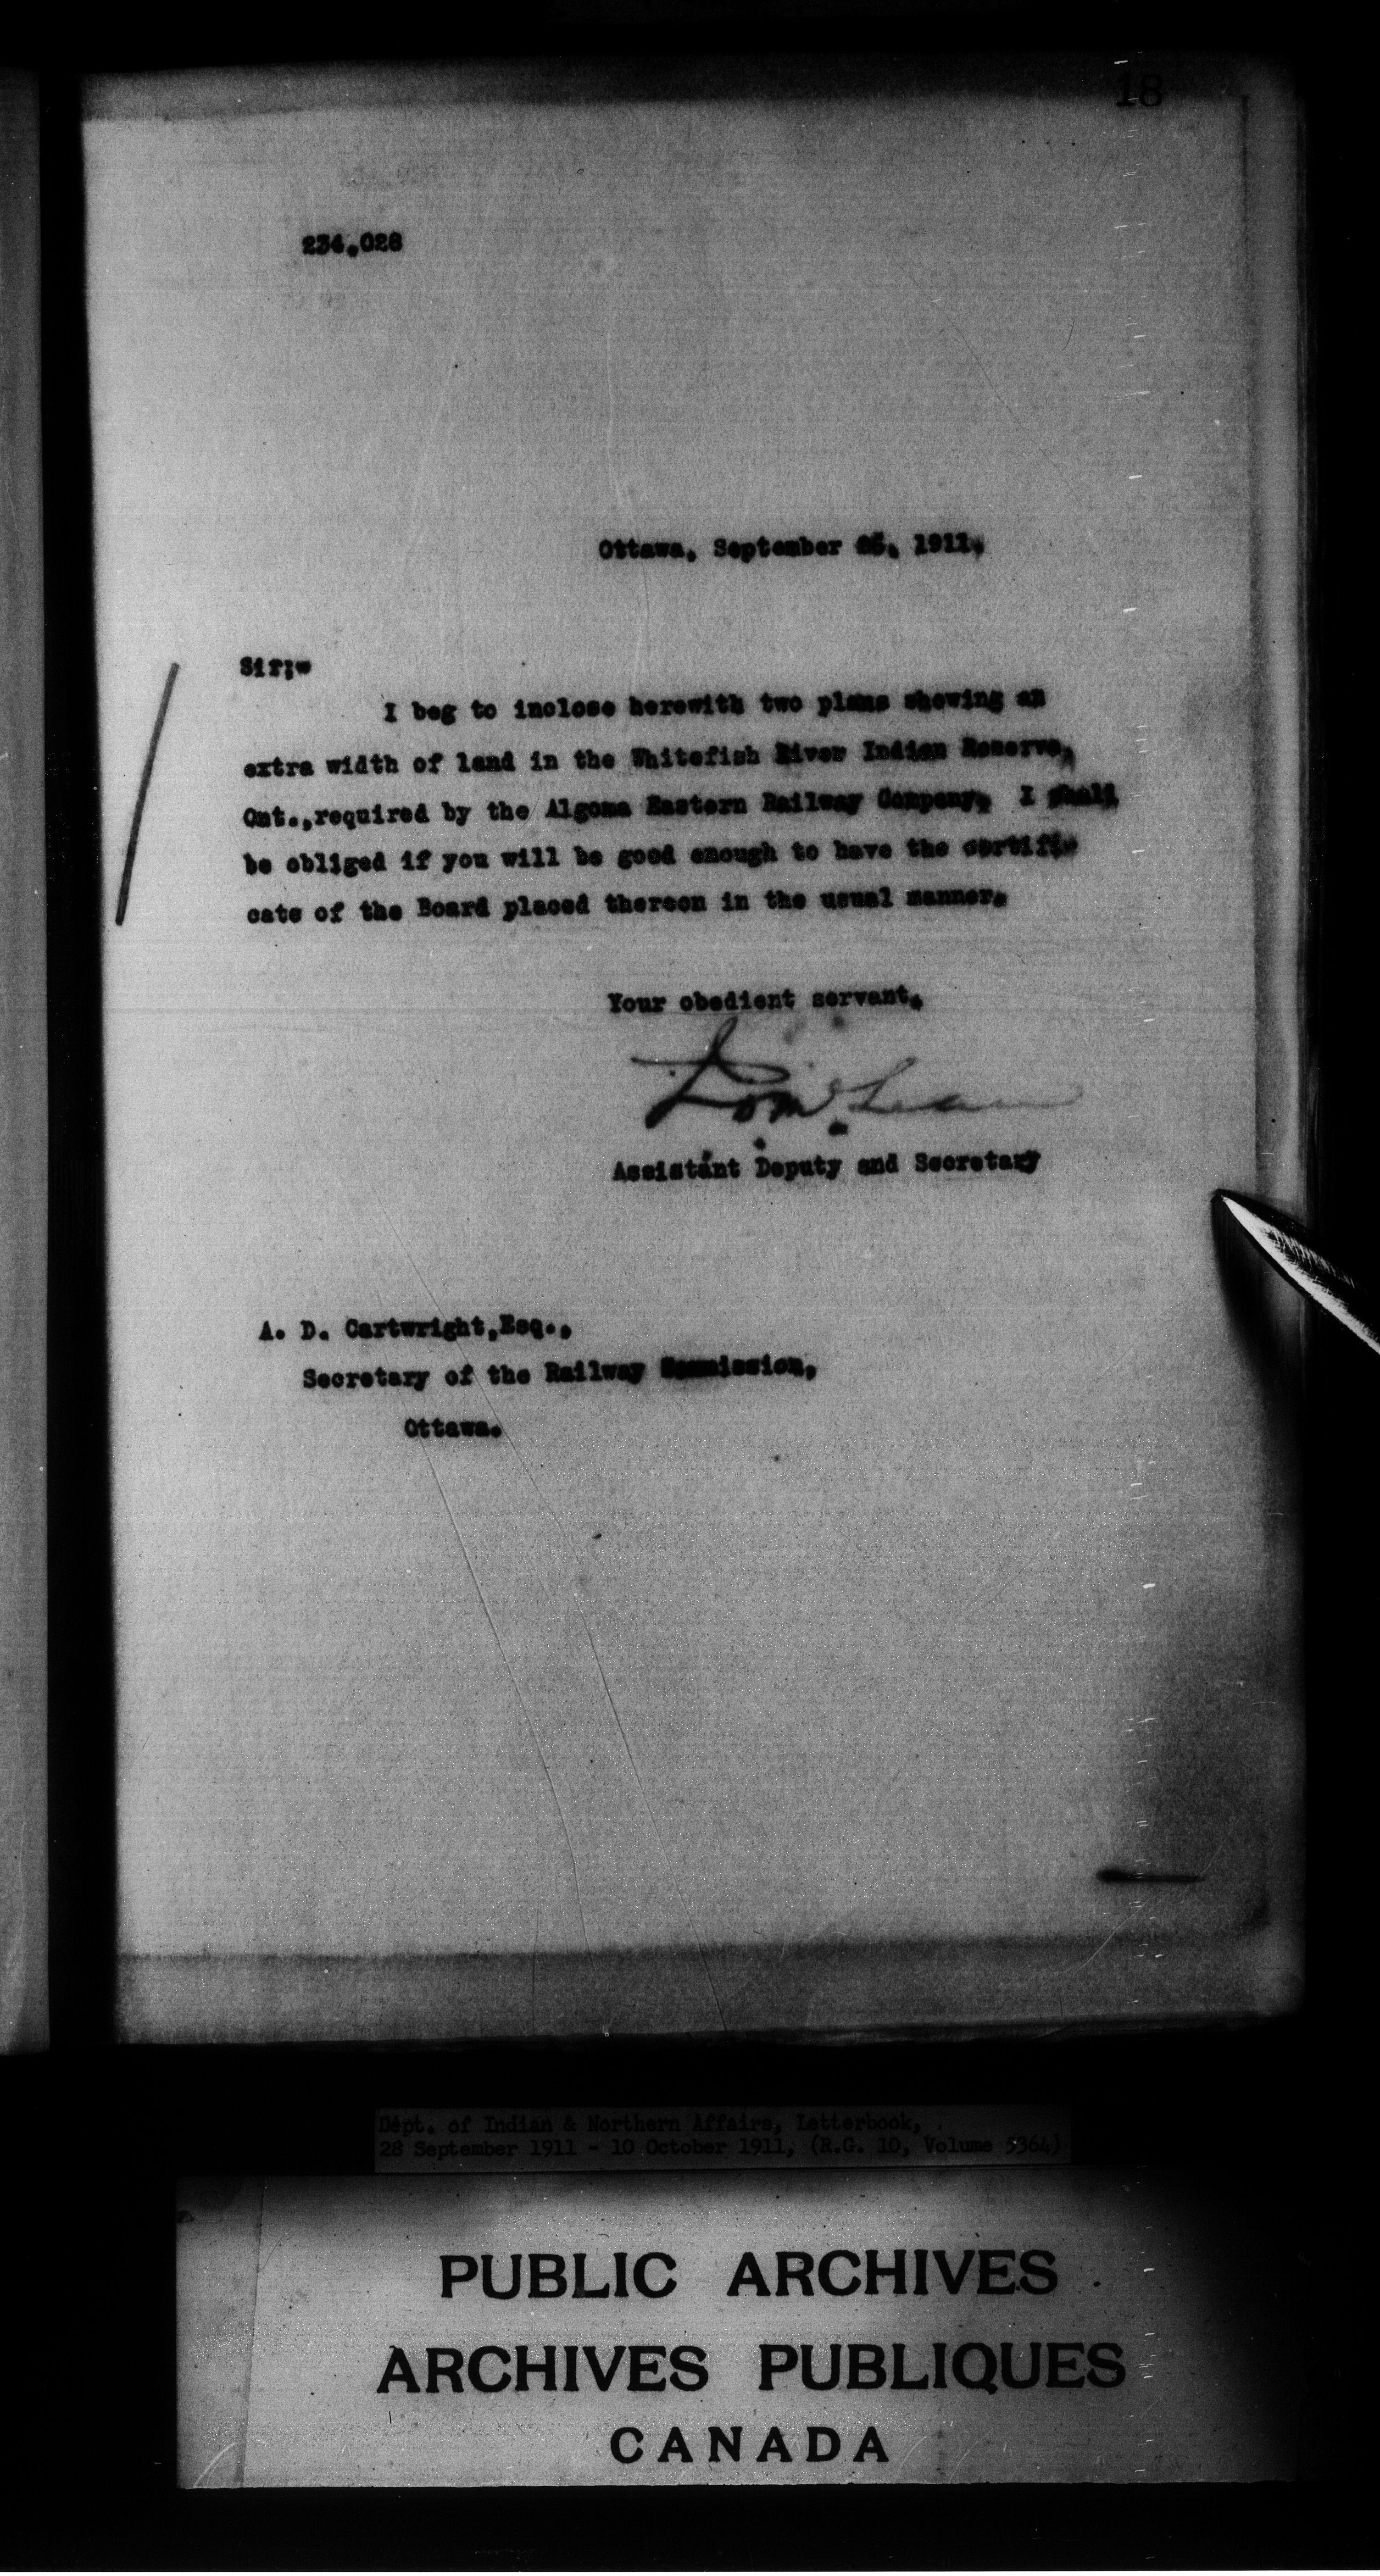 18
234,028
Ottawa, September 25, 1911.
Sir;-
I beg to inclose herewith two plans showing an
extra width of land in the Whitefish River Indian Reserve,
Ont., required by the Algoma Eastern Railway Company. I shall
be obliged if you will be good enough to have the certifi-
cate of the Board placed thereon in the usual manner.
Your obedient servant,
Assistant Deputy and Secretary
A. D. Cartwright, Esq.,
Secretary of the Railway Commission,
Ottawa.
Dept. of Indian & Northern Affairs, Letterbook,
28 September 1911 - 10 October 1911, (R.G. 10, Volume 5364)
PUBLIC ARCHIVES
ARCHIVES PUBLIQUES
CANADA